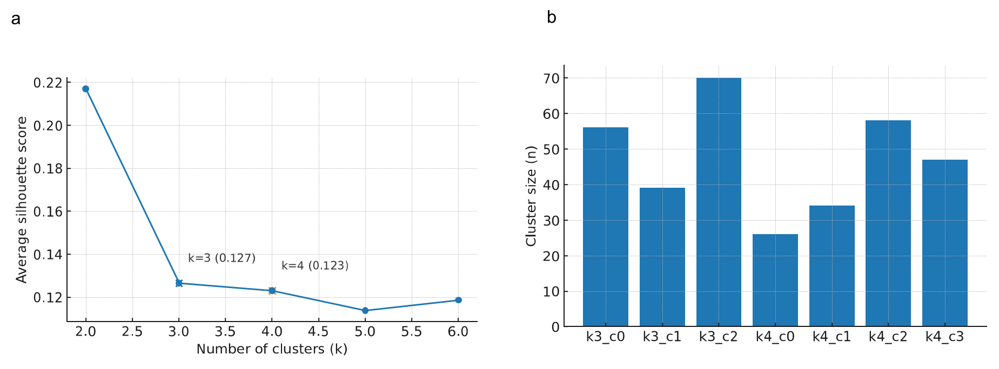 a
b
Average silhouette score
0.22
0.20
0.18
0.16
0.14
0.12
k=3 (0.127)
k=4 (0.123)
2.0 2.5 3.0 3.5 4.0 4.5 5.0 5.5 6.0
Number of clusters (k)
Cluster size (n)
70
60
50
40
30
20
10
0
k3_c0 k3_c1 k3_c2 k4_c0 k4_c1 k4_c2 k4_c3